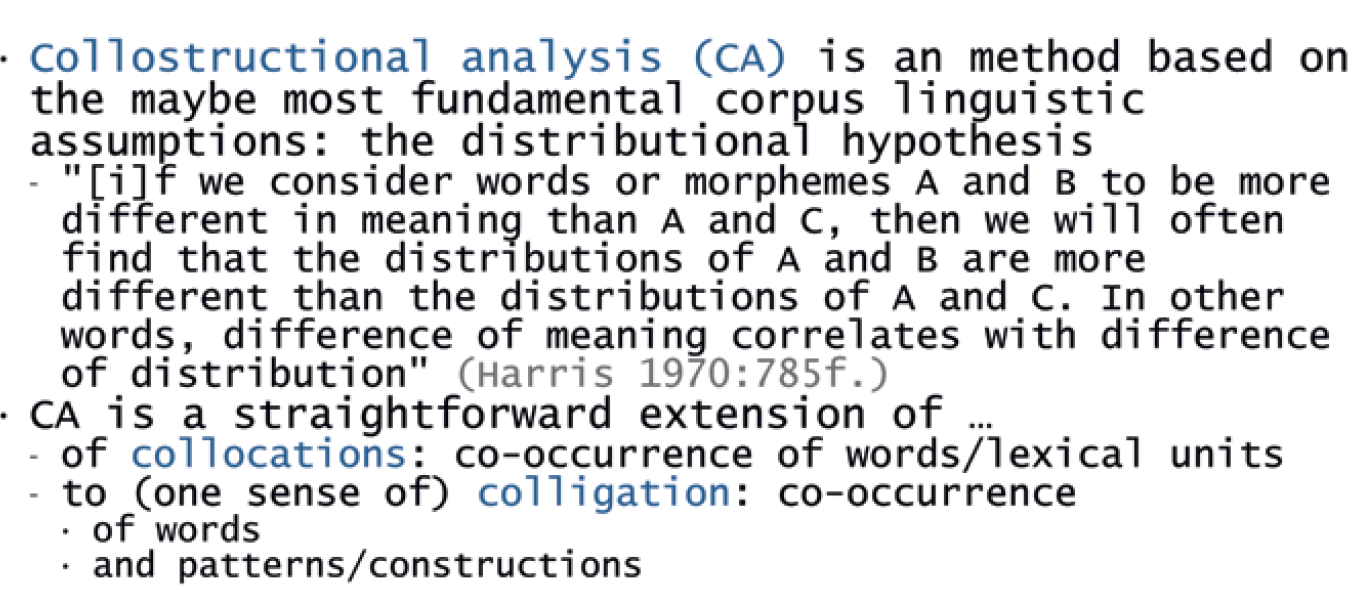 · Collostructional analysis (CA) is an method based on
the maybe most fundamental corpus linguistic
assumptions: the distributional hypothesis
- "[i]f we consider words or morphemes A and B to be more
different in meaning than A and C, then we will often
find that the distributions of A and B are more
different than the distributions of A and C. In other
words, difference of meaning correlates with difference
of distribution" (Harris 1970:785f.)
· CA is a straightforward extension of …
- of collocations: co-occurrence of words/lexical units
- to (one sense of) colligation: co-occurrence
· of words
· and patterns/constructions